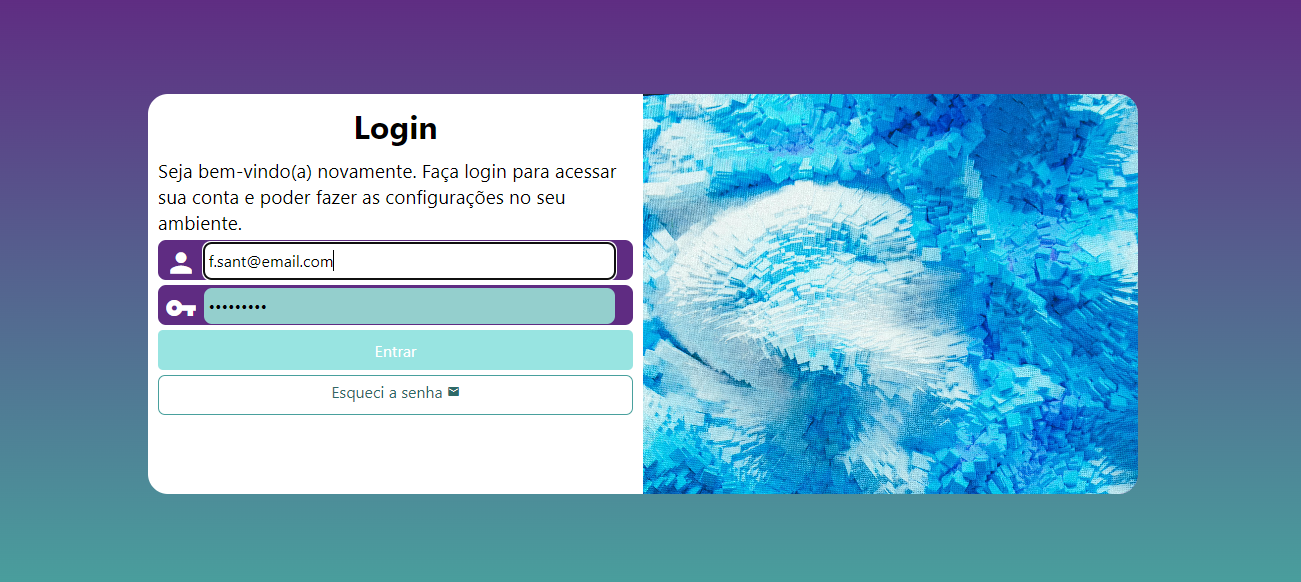 Login
Seja bem-vindo(a) novamente. Faça login para acessar
sua conta e poder fazer as configurações no seu
ambiente.
f.sant@email.com
•••••••••
Entrar
Esqueci a senha